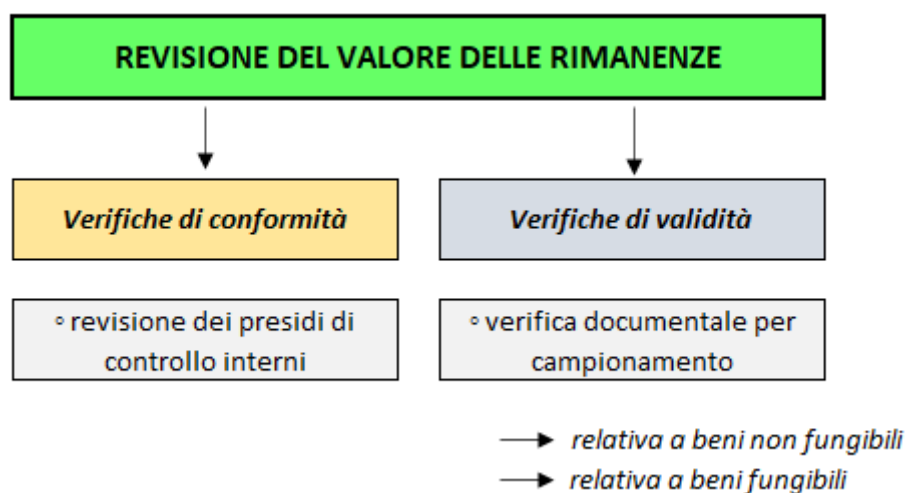 REVISIONE DEL VALORE DELLE RIMANENZE
Verifiche di conformità
Verifiche di validità
◦ revisione dei presidi di
controllo interni
◦ verifica documentale per
campionamento
relativa a beni non fungibili
relativa a beni fungibili